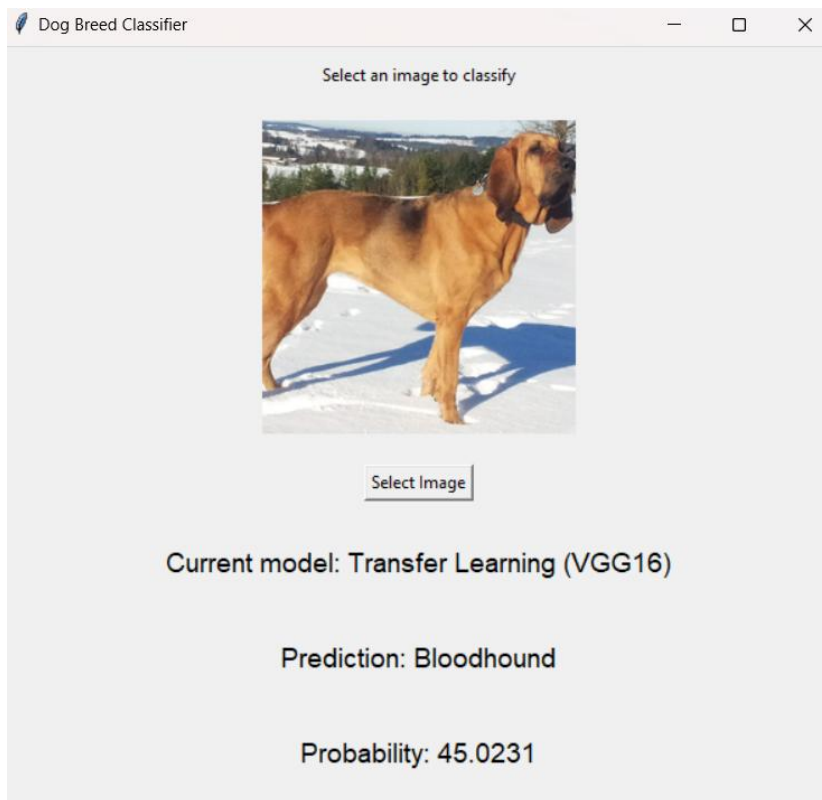 Dog Breed Classifier
Select an image to classify
Select Image
Current model: Transfer Learning (VGG16)
Prediction: Bloodhound
Probability: 45.0231